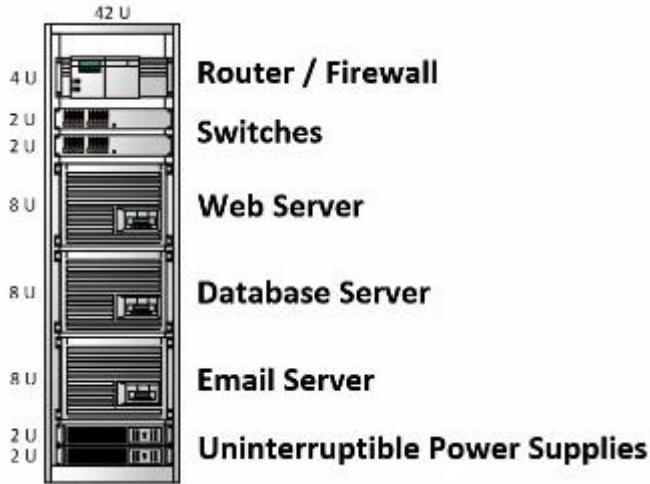 42 U
4 U Router / Firewall
2 U
Switches
2 U
8 U Web Server
8 U Database Server
8 U Email Server
2 U
Uninterruptible Power Supplies
2 U